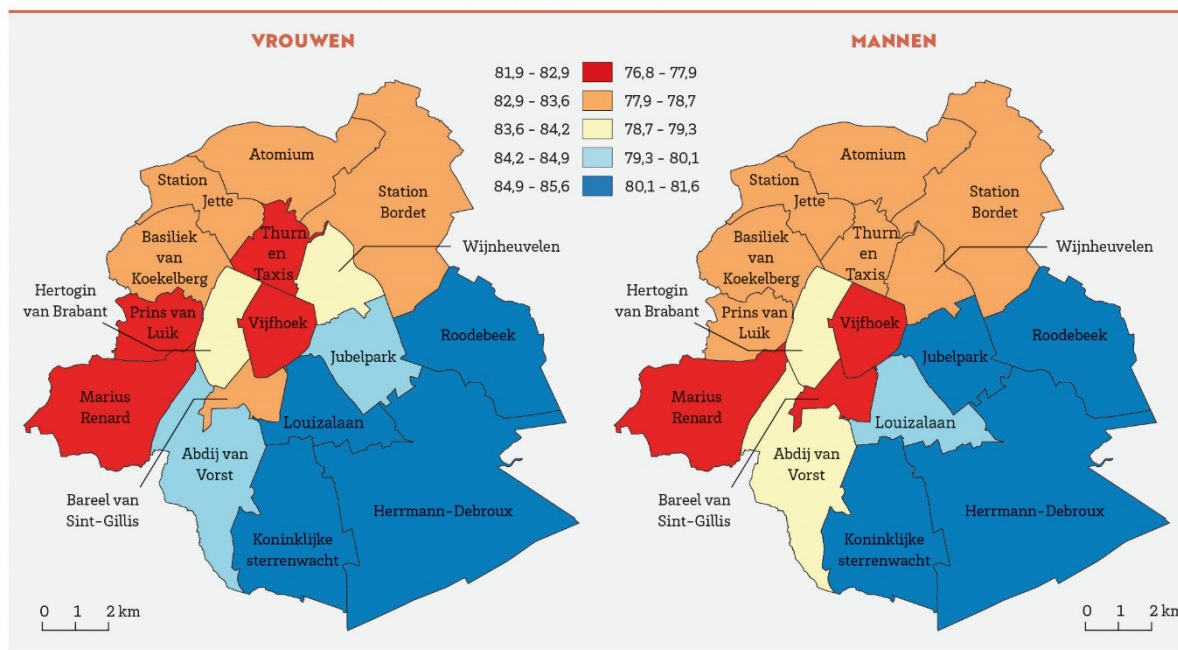 VROUWEN
MANNEN
81,9 – 82,9
76,8 – 77,9
82,9 – 83,6
77,9 – 78,7
83,6 – 84,2
78,7 – 79,3
84,2 – 84,9
79,3 – 80,1
84,9 – 85,6
80,1 – 81,6
Atomium
Station
Jette
Station
Bordet
Basiliek
van
Koekelberg
Thurn
en
Taxis
Wijnheuvelen
Hertogin
van Brabant
Prins van
Luik
Vijfhoek
Jubelpark
Roodebeek
Marius
Renard
Louizalaan
Abdij van
Vorst
Bareel van
Sint-Gillis
Herrmann-Debroux
Koninklijke
sterrenwacht
0 1 2 km
Atomium
Station
Jette
Station
Bordet
Basiliek
van
Koekelberg
Thurn
en
Taxis
Hertogin
van Brabant
Prins van
Luik
Vijfhoek
Jubelpark
Roodebeek
Marius
Renard
Louizalaan
Abdij van
Vorst
Bareel van
Sint-Gillis
Herrmann-Debroux
Koninklijke
sterrenwacht
0 1 2 km